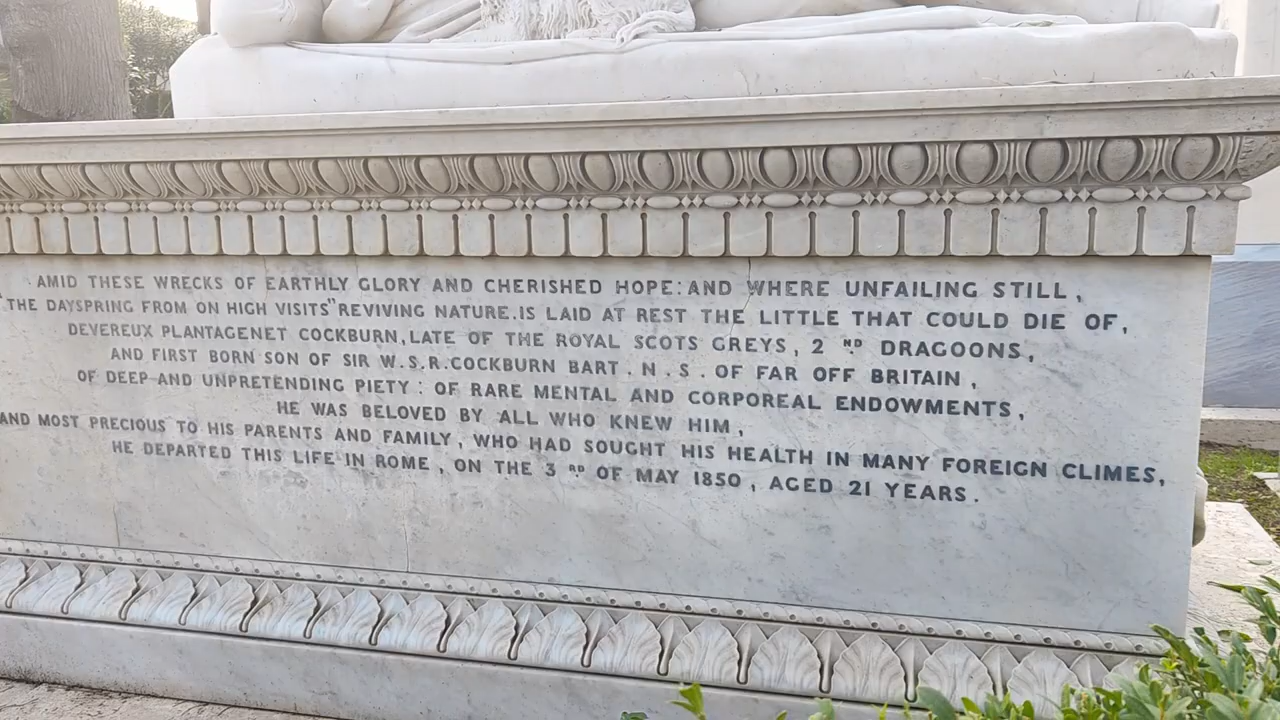 AMID THESE WRECKS OF EARTHLY GLORY AND CHERISHED HOPE: AND WHERE UNFAILING STILL,
"THE DAYSPRING FROM ON HIGH VISITS" REVIVING NATURE. IS LAID AT REST THE LITTLE THAT COULD DIE OF,
DEVEREUX PLANTAGENET COCKBURN, LATE OF THE ROYAL SCOTS GREYS, 2ND DRAGOONS,
AND FIRST BORN SON OF SIR W.S.R. COCKBURN BART. N.S. OF FAR OFF BRITAIN,
OF DEEP AND UNPRETENDING PIETY: OF RARE MENTAL AND CORPOREAL ENDOWMENTS,
HE WAS BELOVED BY ALL WHO KNEW HIM,
AND MOST PRECIOUS TO HIS PARENTS AND FAMILY, WHO HAD SOUGHT HIS HEALTH IN MANY FOREIGN CLIMES,
HE DEPARTED THIS LIFE IN ROME, ON THE 3RD OF MAY 1850, AGED 21 YEARS.